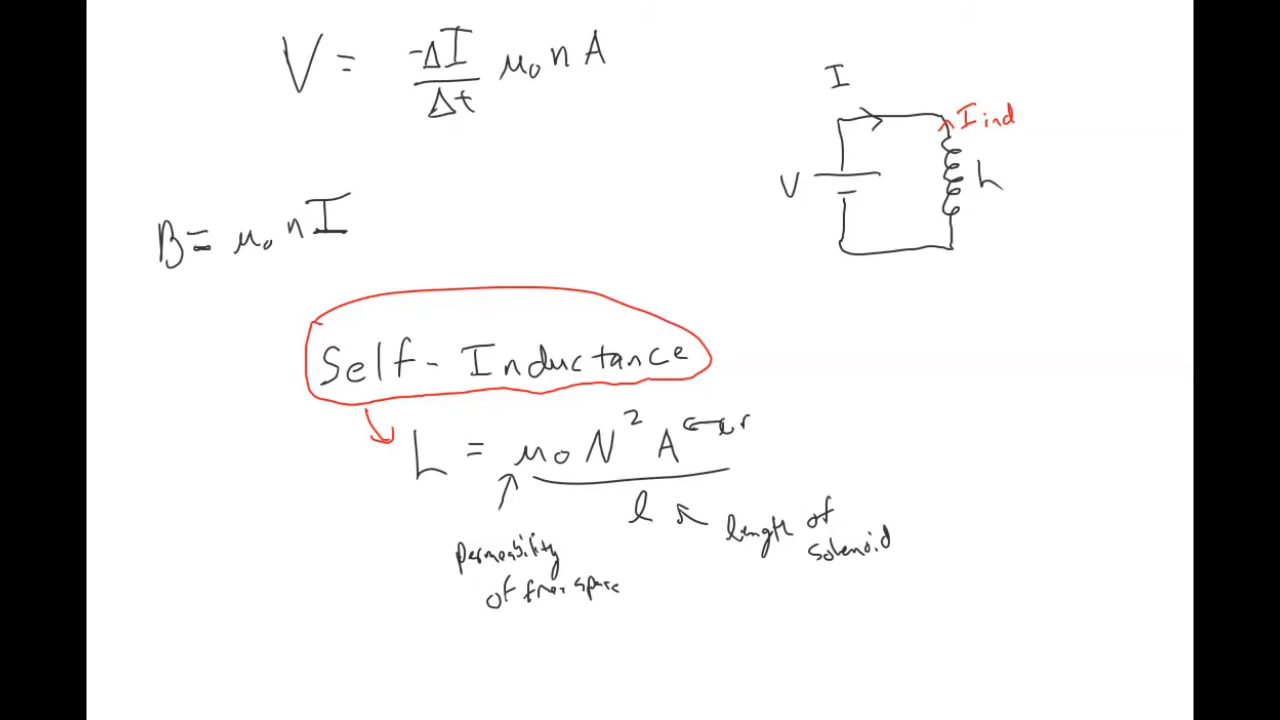 V = -ΔI/Δt μ₀ n A
I
I ind
V
L
B = μ₀ n I
Self-Inductance
L = μ₀ N² A
l
length of
solenoid
permeability
of free space